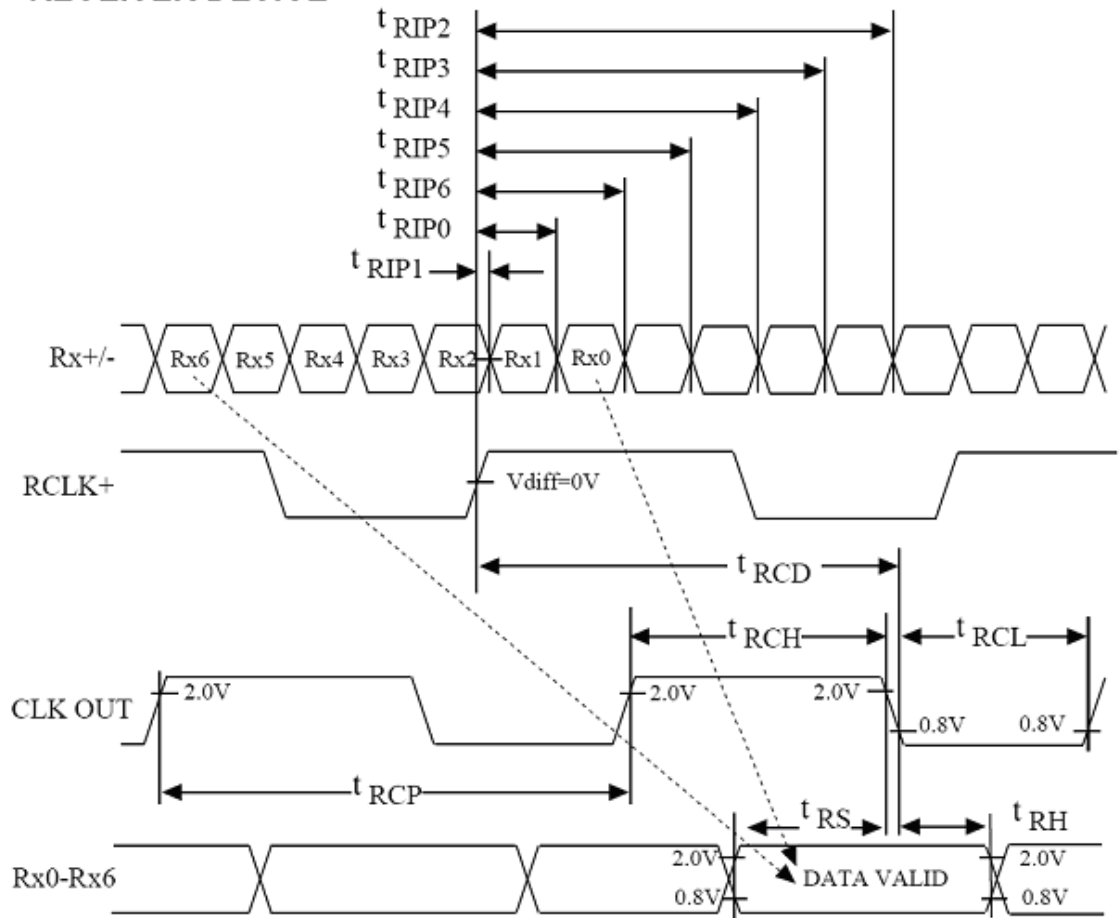 t RIP2
t RIP3
t RIP4
t RIP5
t RIP6
t RIP0
t RIP1
Rx+/- Rx6 Rx5 Rx4 Rx3 Rx2 Rx1 Rx0
RCLK+ Vdiff=0V
t RCD
t RCH t RCL
CLK OUT 2.0V 2.0V 2.0V 0.8V 0.8V
t RCP
t RS t RH
Rx0-Rx6 2.0V DATA VALID 2.0V
0.8V 0.8V